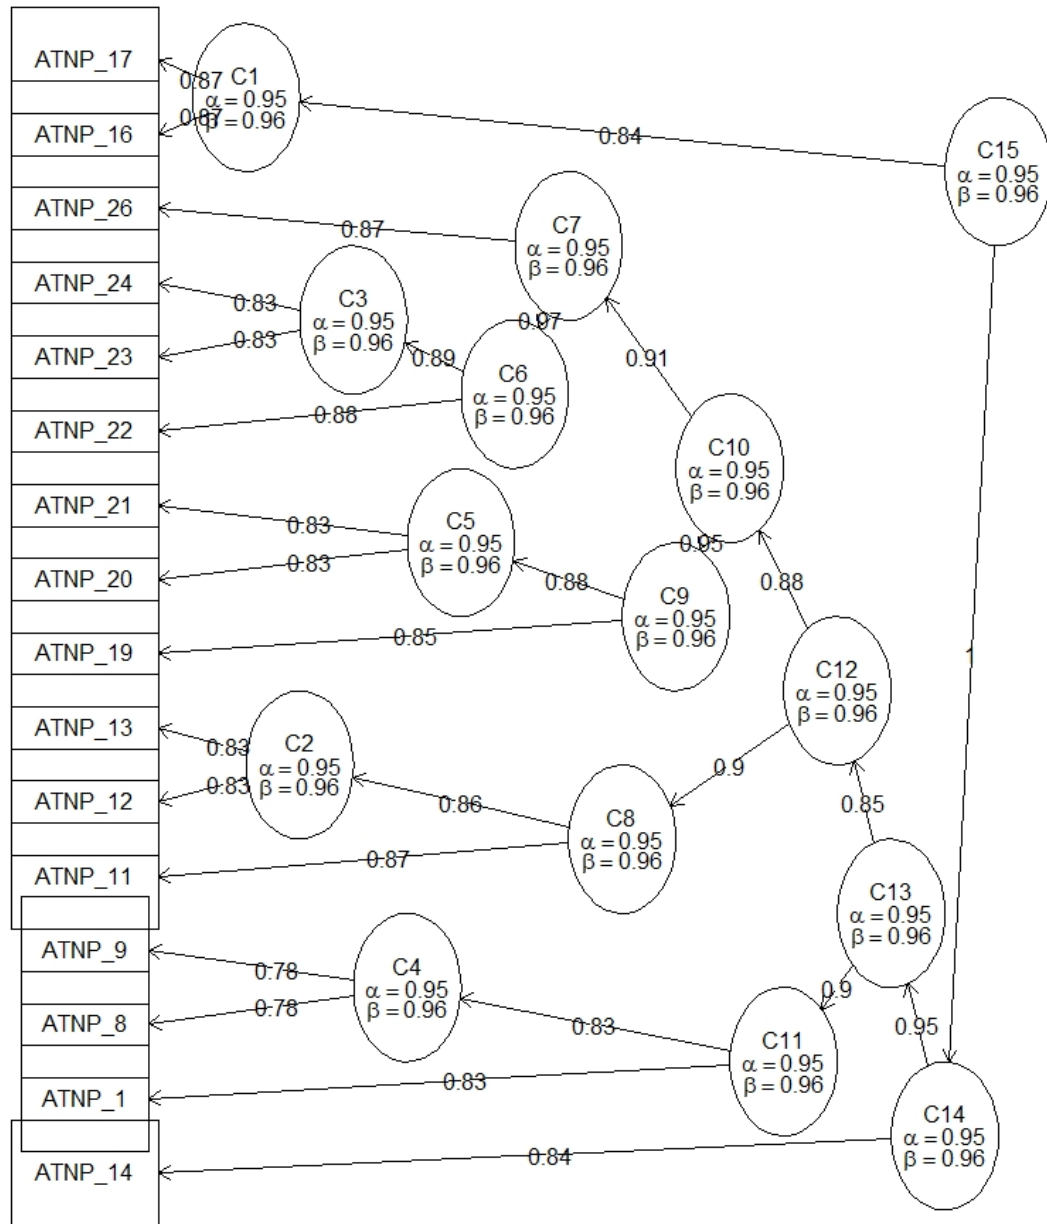 ATNP_17
0.87
C1
α = 0.95
β = 0.96
0.87
ATNP_16
0.84
C15
α = 0.95
β = 0.96
ATNP_26
0.87
C7
α = 0.95
β = 0.96
ATNP_24
0.83
C3
α = 0.95
β = 0.96
0.97
0.83
ATNP_23
0.89
0.91
C6
α = 0.95
β = 0.96
0.88
ATNP_22
C10
α = 0.95
β = 0.96
ATNP_21
0.83
C5
α = 0.95
β = 0.96
0.95
0.83
ATNP_20
0.88
0.88
C9
α = 0.95
β = 0.96
0.85
ATNP_19
1
C12
α = 0.95
β = 0.96
ATNP_13
0.83
C2
α = 0.95
β = 0.96
0.9
0.83
ATNP_12
0.86
0.85
C8
α = 0.95
β = 0.96
0.87
ATNP_11
C13
α = 0.95
β = 0.96
ATNP_9
0.78
C4
α = 0.95
β = 0.96
0.9
0.78
ATNP_8
0.83
0.95
C11
α = 0.95
β = 0.96
0.83
ATNP_1
C14
α = 0.95
β = 0.96
0.84
ATNP_14